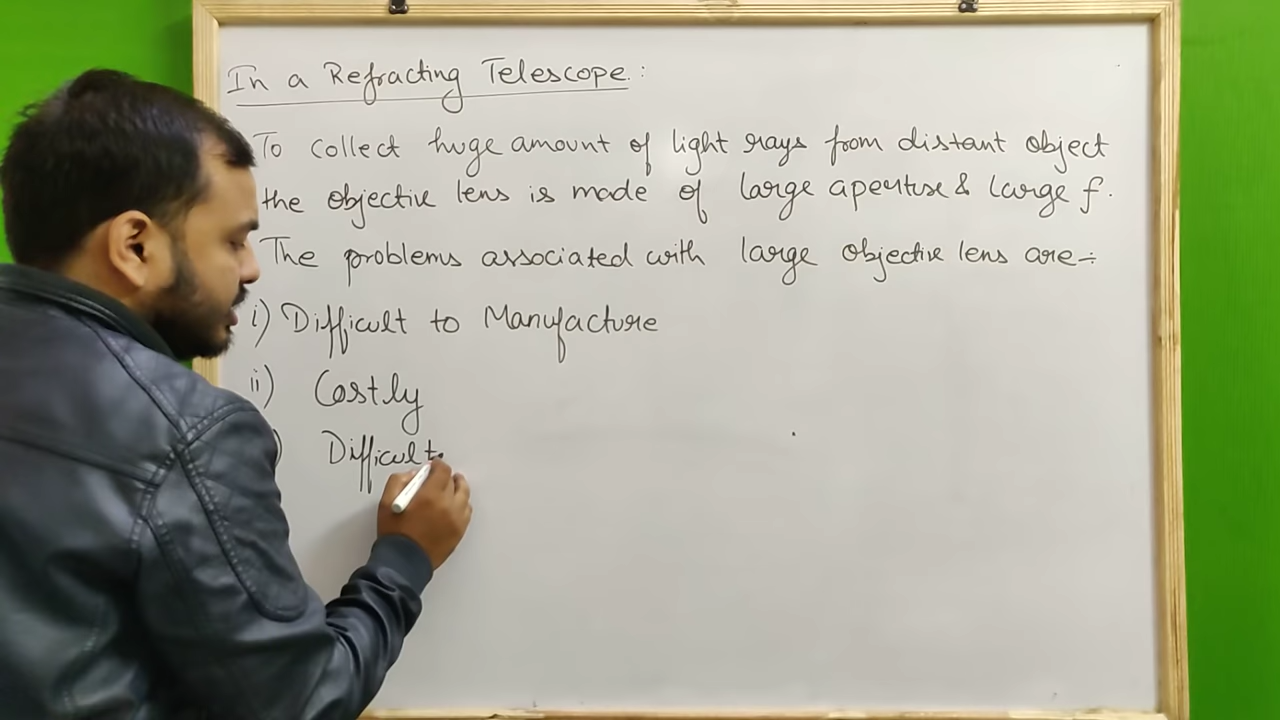 In a Refracting Telescope :
To collect huge amount of light rays from distant object
the objective lens is made of large aperture & large f.
The problems associated with large objective lens are÷
i) Difficult to Manufacture
ii) Costly
) Difficult